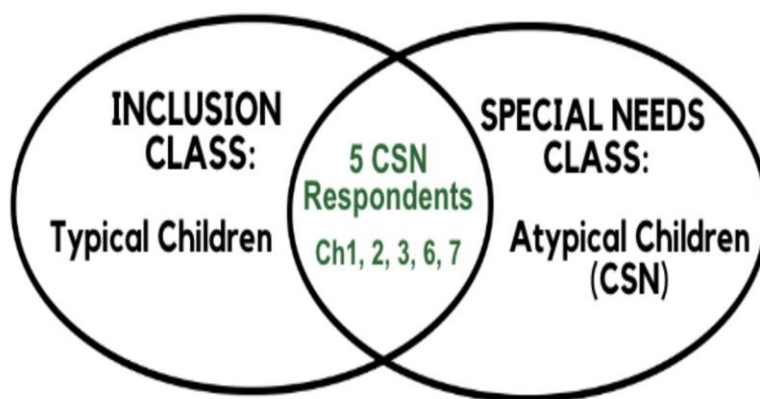 INCLUSION
CLASS:
Typical Children
5 CSN
Respondents
Ch1, 2, 3, 6, 7
SPECIAL NEEDS
CLASS:
Atypical Children
(CSN)